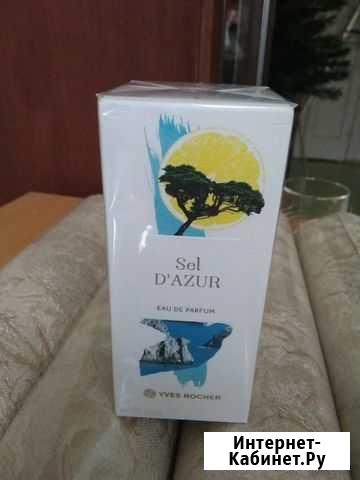 Sel
D'AZUR
EAU DE PARFUM
YVES ROCHER
Интернет-
Кабинет.Ру